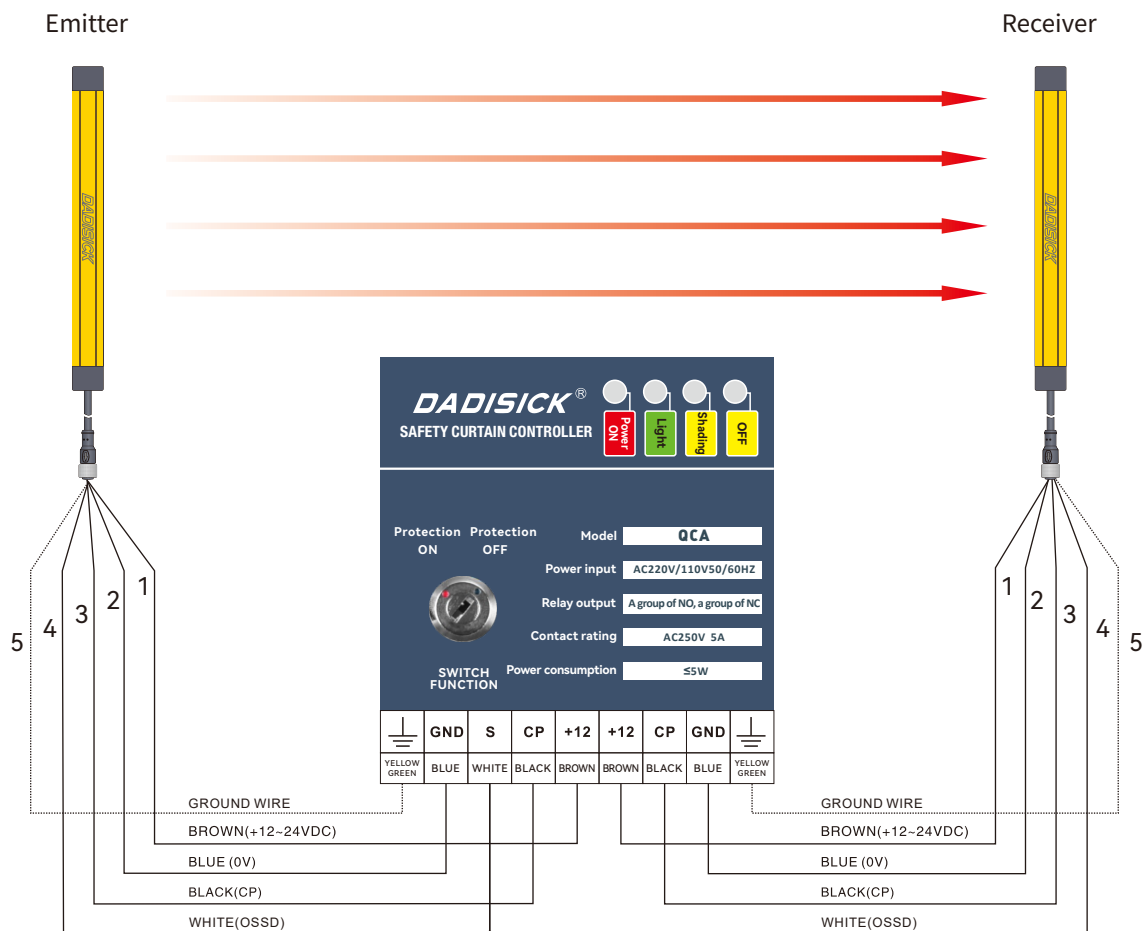 Emitter
Receiver
DADISICK
DADISICK
DADISICK ®
SAFETY CURTAIN CONTROLLER
Power ON
Light
Shading
OFF
Protection ON
Protection OFF
SWITCH FUNCTION
Model QCA
Power input AC220V/110V50/60HZ
Relay output A group of NO, a group of NC
Contact rating AC250V 5A
Power consumption ≤5W
1
2
3
4
5
1
2
3
4
5
GND S CP +12 +12 CP GND
YELLOW GREEN BLUE WHITE BLACK BROWN BROWN BLACK BLUE YELLOW GREEN
GROUND WIRE
BROWN(+12~24VDC)
BLUE (0V)
BLACK(CP)
WHITE(OSSD)
GROUND WIRE
BROWN(+12~24VDC)
BLUE (0V)
BLACK(CP)
WHITE(OSSD)